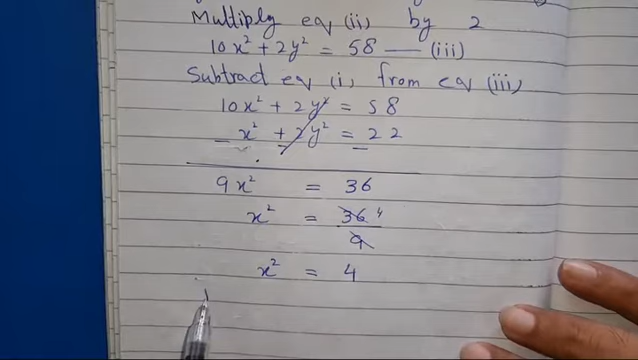 Multiply eq (ii) by 2
10x² + 2y² = 58 — (iii)
Subtract eq (i) from eq (iii)
10x² + 2y² = 58
- x² + 2y² = 22
- -
9x² = 36
x² = 36 4
9
x² = 4